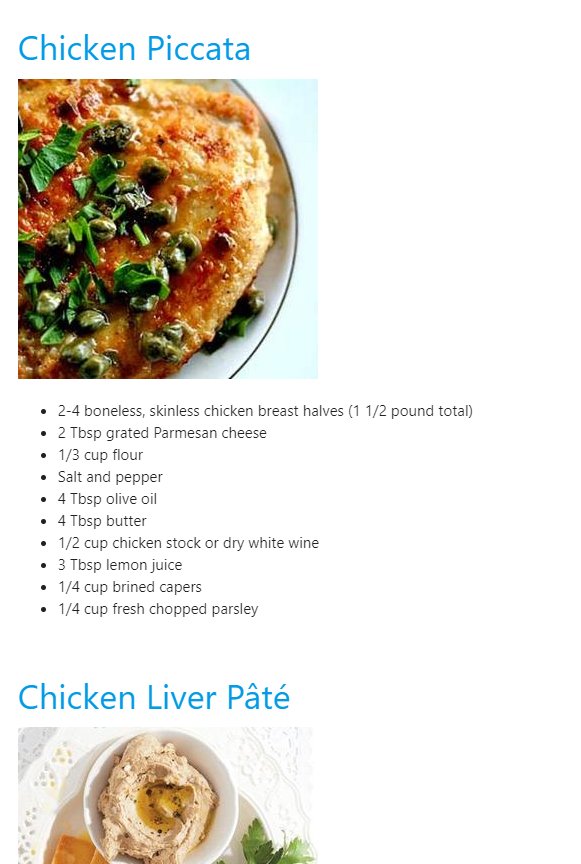 Chicken Piccata
2-4 boneless, skinless chicken breast halves (1 1/2 pound total)
2 Tbsp grated Parmesan cheese
1/3 cup flour
Salt and pepper
4 Tbsp olive oil
4 Tbsp butter
1/2 cup chicken stock or dry white wine
3 Tbsp lemon juice
1/4 cup brined capers
1/4 cup fresh chopped parsley
Chicken Liver Pâté